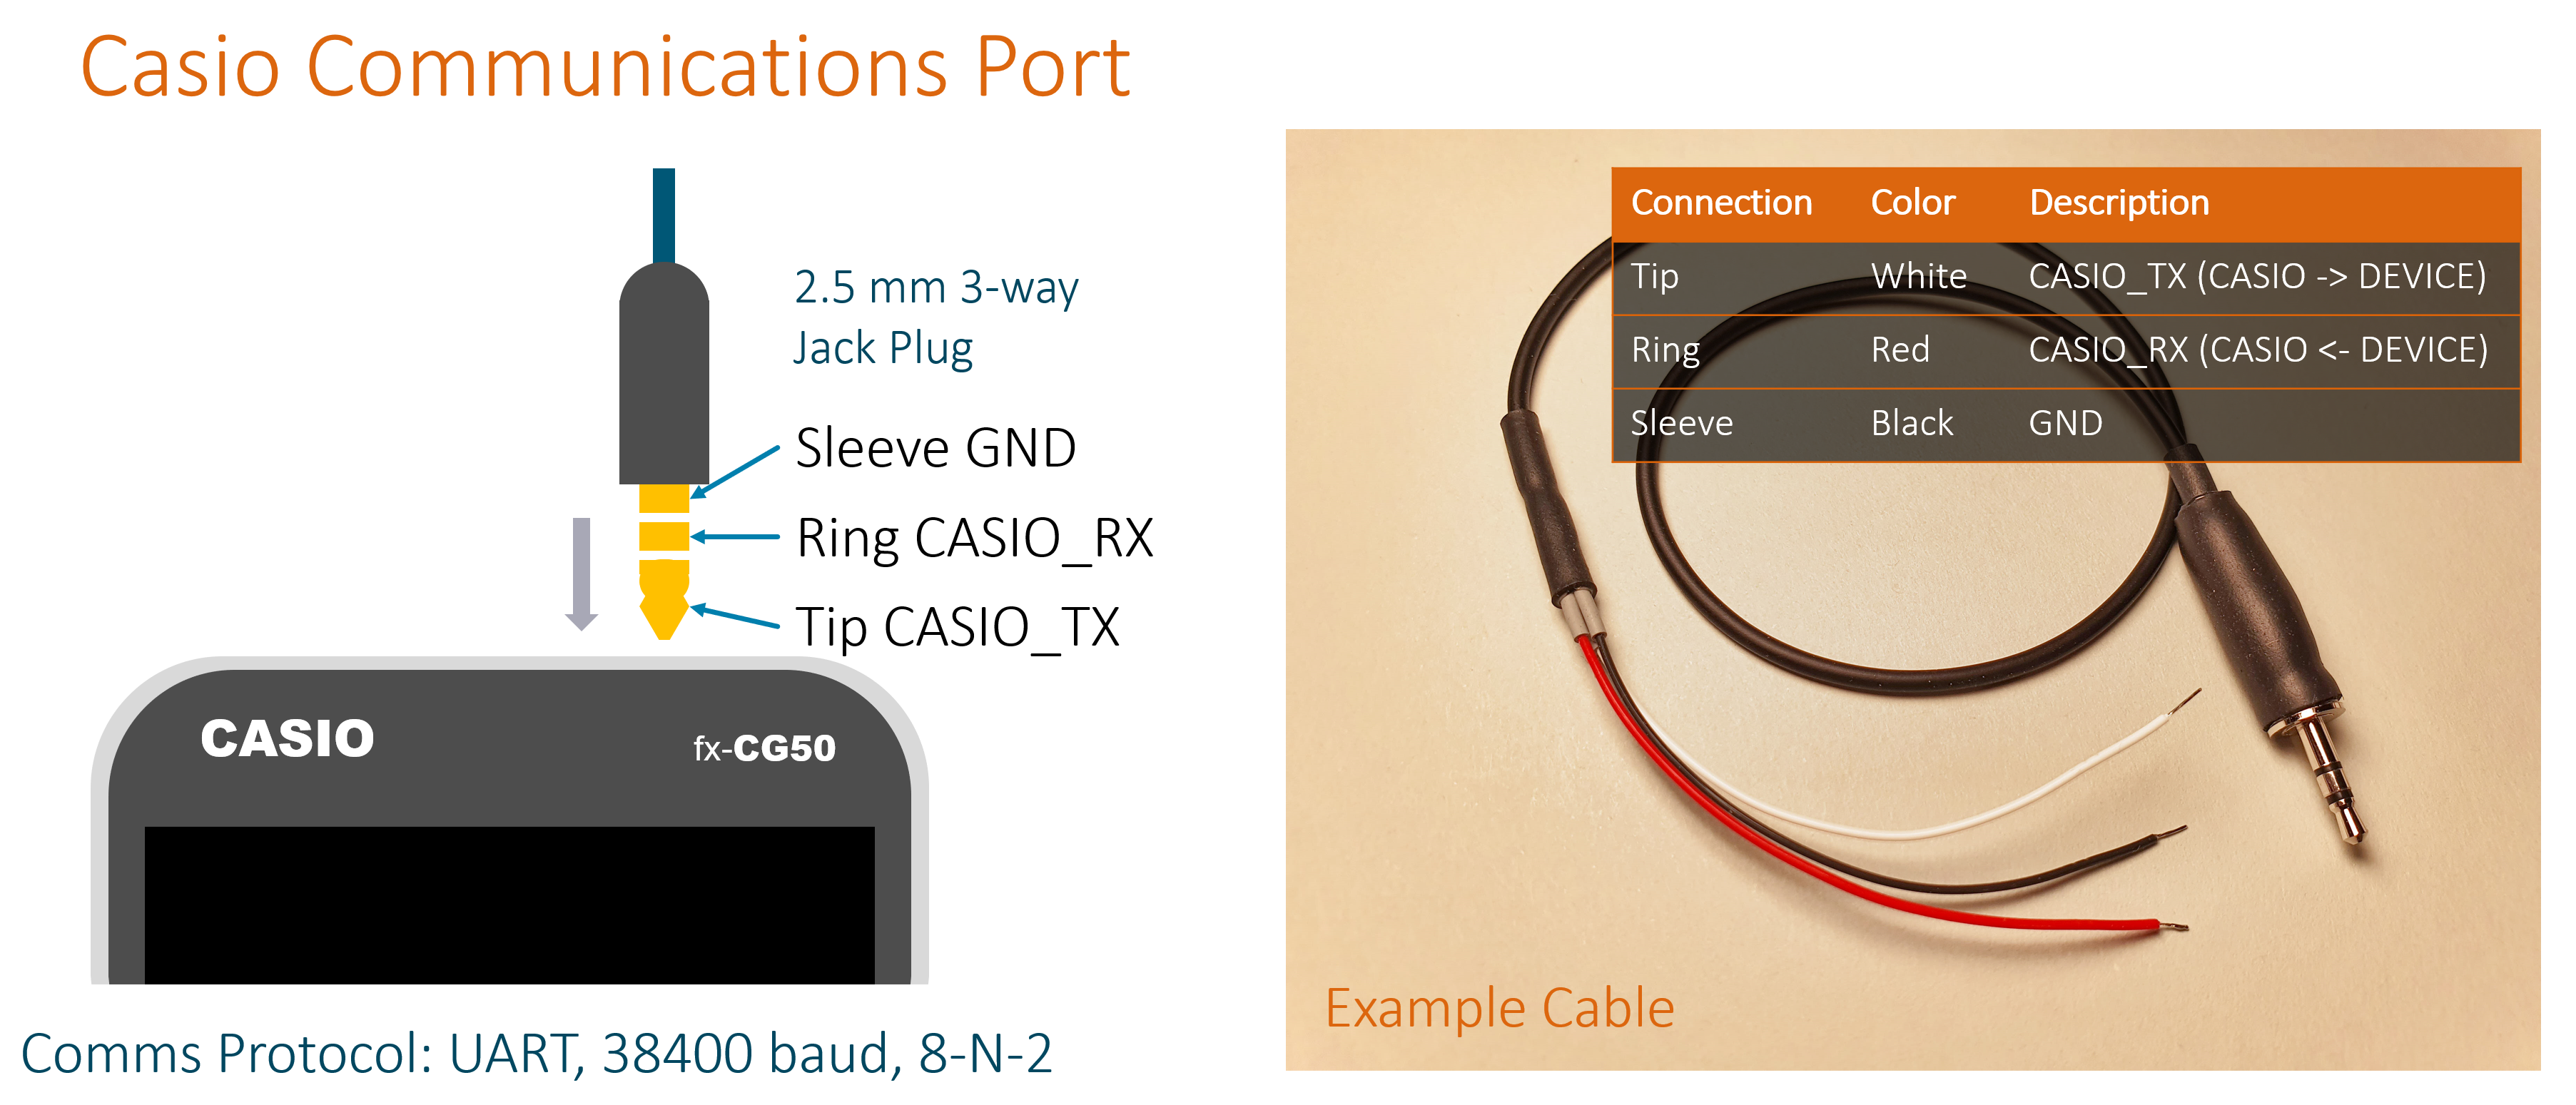 Casio Communications Port
2.5 mm 3-way
Jack Plug
Sleeve GND
Ring CASIO_RX
Tip CASIO_TX
CASIO
fx-CG50
Comms Protocol: UART, 38400 baud, 8-N-2
Connection Color Description
Tip White CASIO_TX (CASIO -> DEVICE)
Ring Red CASIO_RX (CASIO <- DEVICE)
Sleeve Black GND
Example Cable